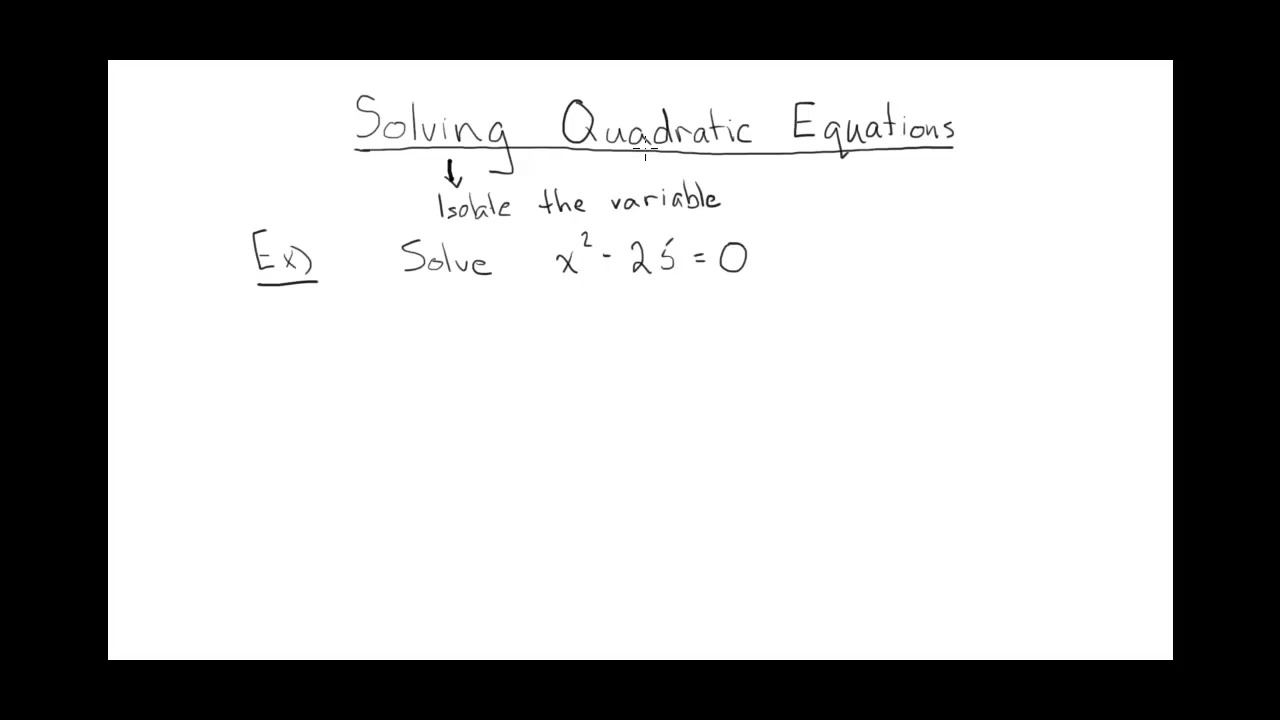 Solving Quadratic Equations
Isolate the variable
Ex) Solve x² - 25 = 0